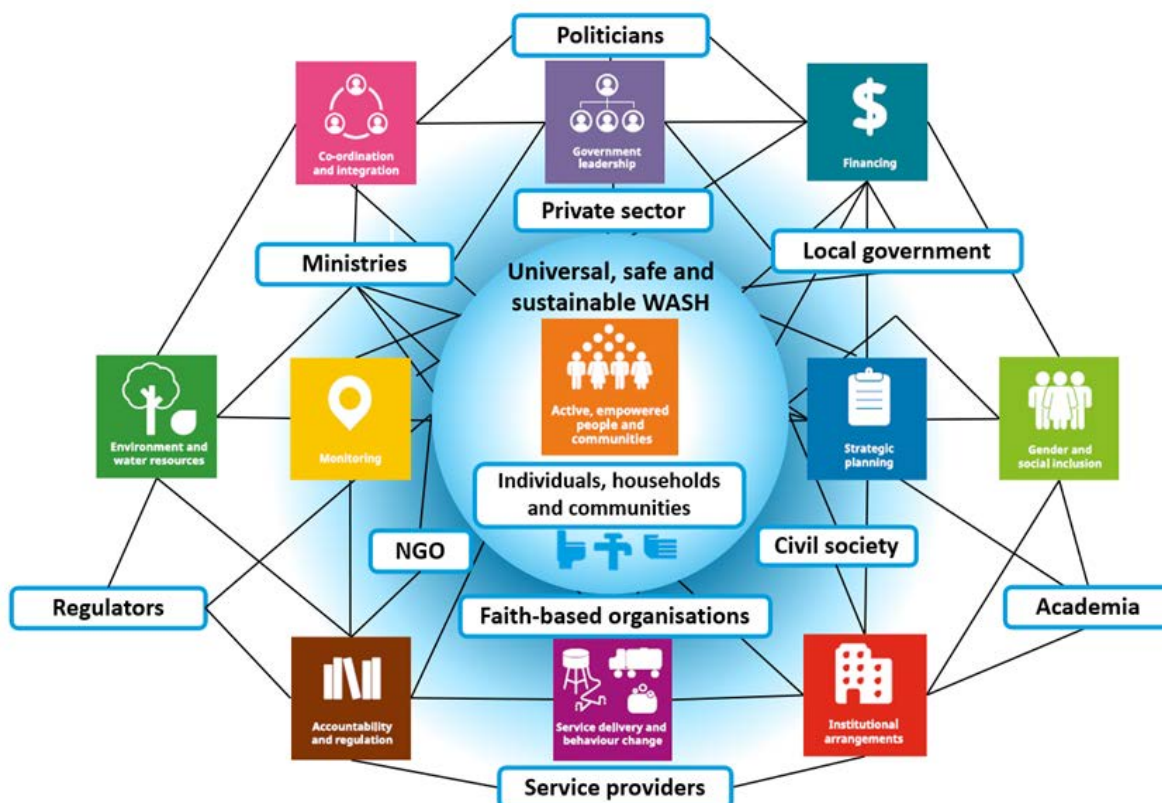 Politicians
Co-ordination
and integration
Government
leadership
$
Financing
Private sector
Ministries
Local government
Universal, safe and
sustainable WASH
Active, empowered
people and
communities
Environment and
water resources
Monitoring
Strategic
planning
Gender and
social inclusion
Individuals, households
and communities
NGO
Civil society
Regulators
Faith-based organisations
Academia
Accountability
and regulation
Service delivery and
behaviour change
Institutional
arrangements
Service providers